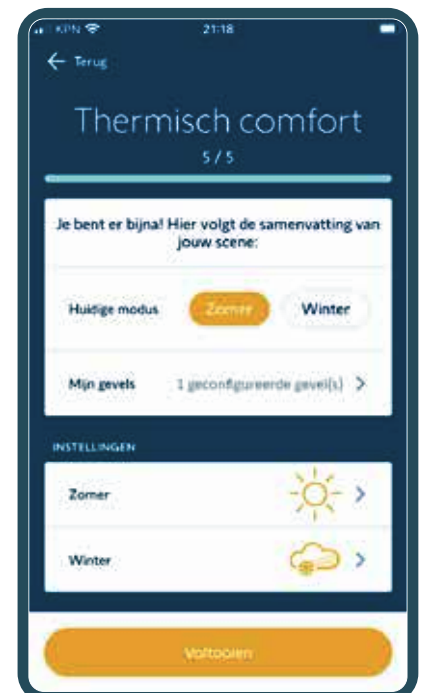 KPN 21:18
← Terug
Thermisch comfort
5 / 5
Je bent er bijna! Hier volgt de samenvatting van
jouw scene:
Huidige modus Zomer Winter
Mijn gevels 1 geconfigureerde gevel(s) >
INSTELLINGEN
Zomer >
Winter >
Voltooien